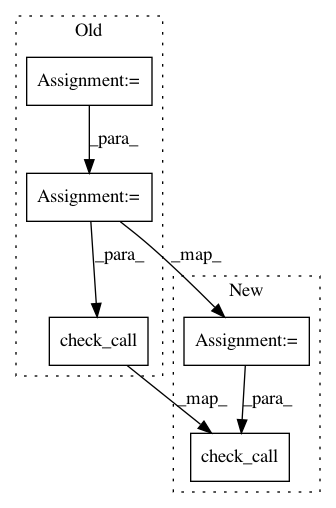 Old
Assignment:=
_para_
Assignment:=
_para_
_map_
New
check_call
Assignment:=
_map_
_para_
check_call